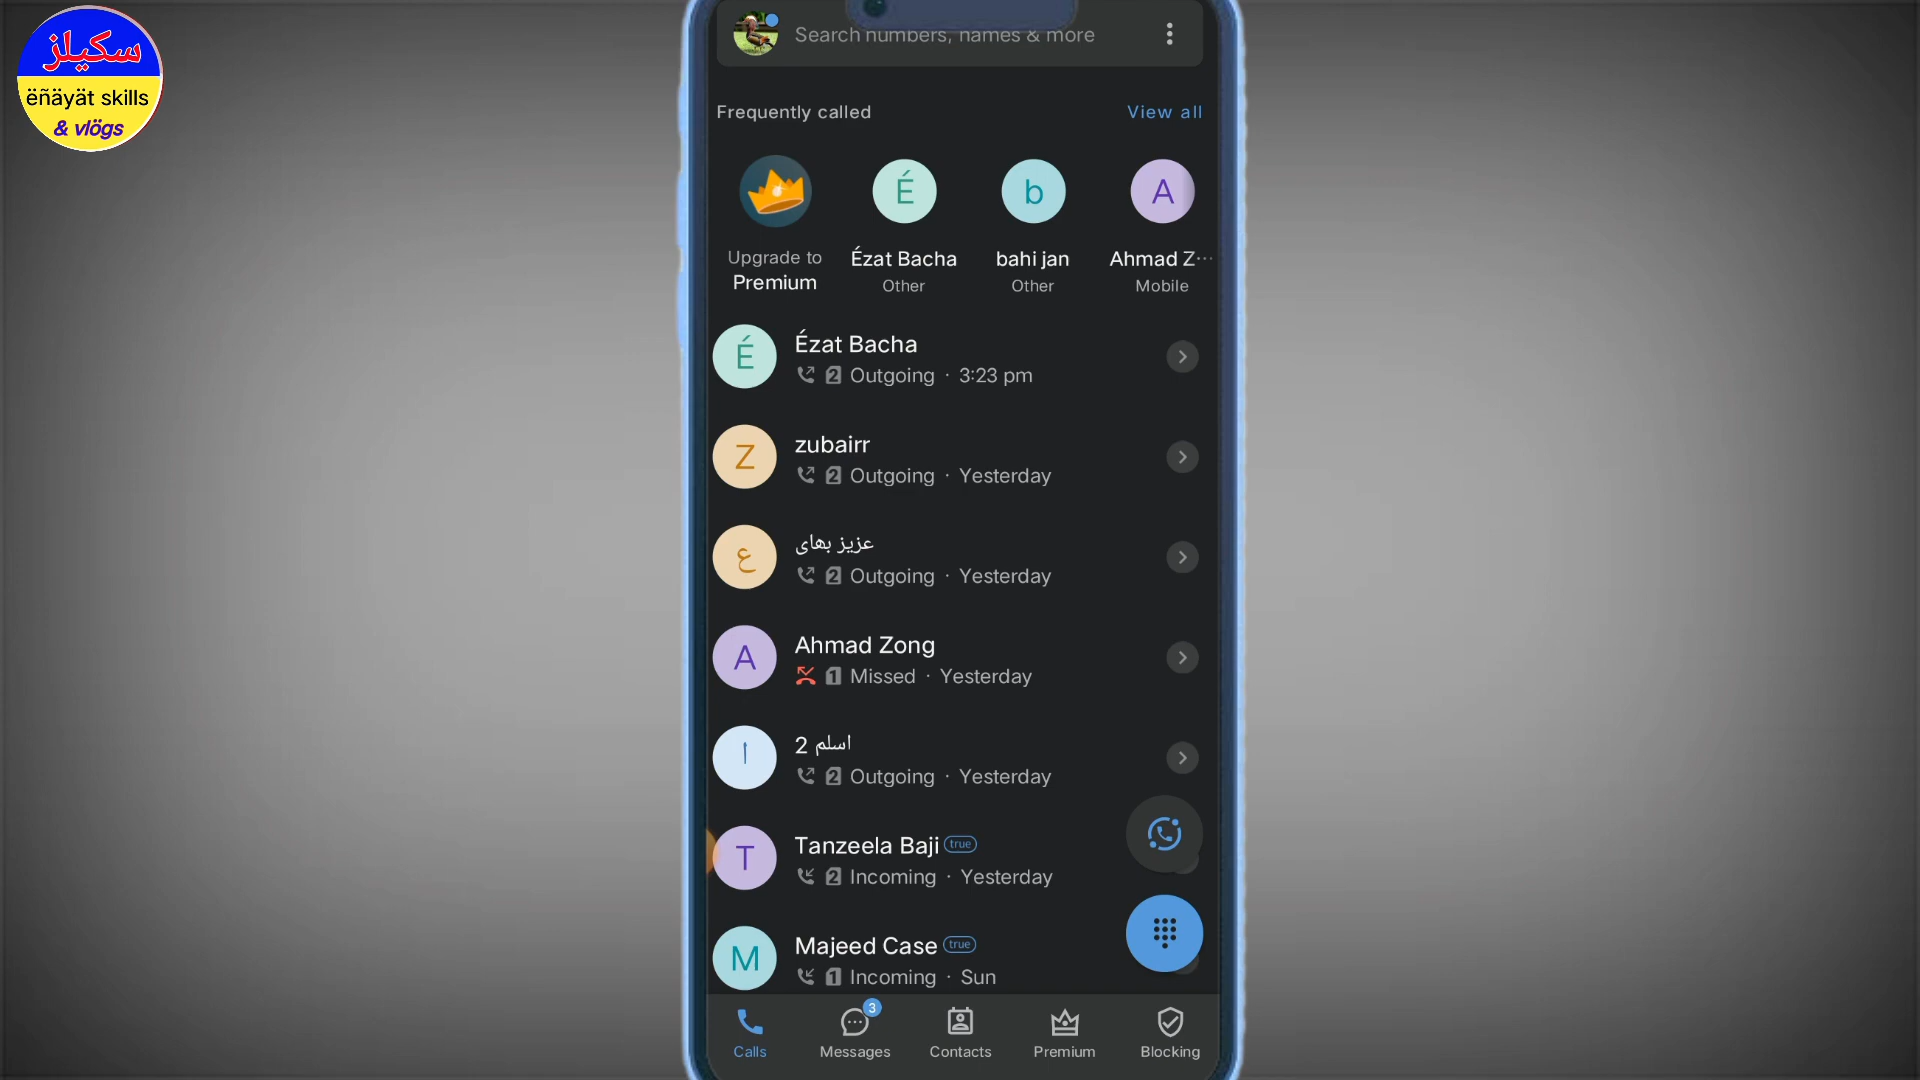 سکیلز
ëñäyät skills
& vlögs
Search numbers, names & more
Frequently called
View all
Upgrade to
Premium
É
Ézat Bacha
Other
b
bahi jan
Other
A
Ahmad Z...
Mobile
É
Ézat Bacha
2 Outgoing · 3:23 pm
Z
zubairr
2 Outgoing · Yesterday
ع
عزیز بھای
2 Outgoing · Yesterday
A
Ahmad Zong
1 Missed · Yesterday
ا
اسلم 2
2 Outgoing · Yesterday
T
Tanzeela Baji true
2 Incoming · Yesterday
M
Majeed Case true
1 Incoming · Sun
3
Calls
Messages
Contacts
Premium
Blocking